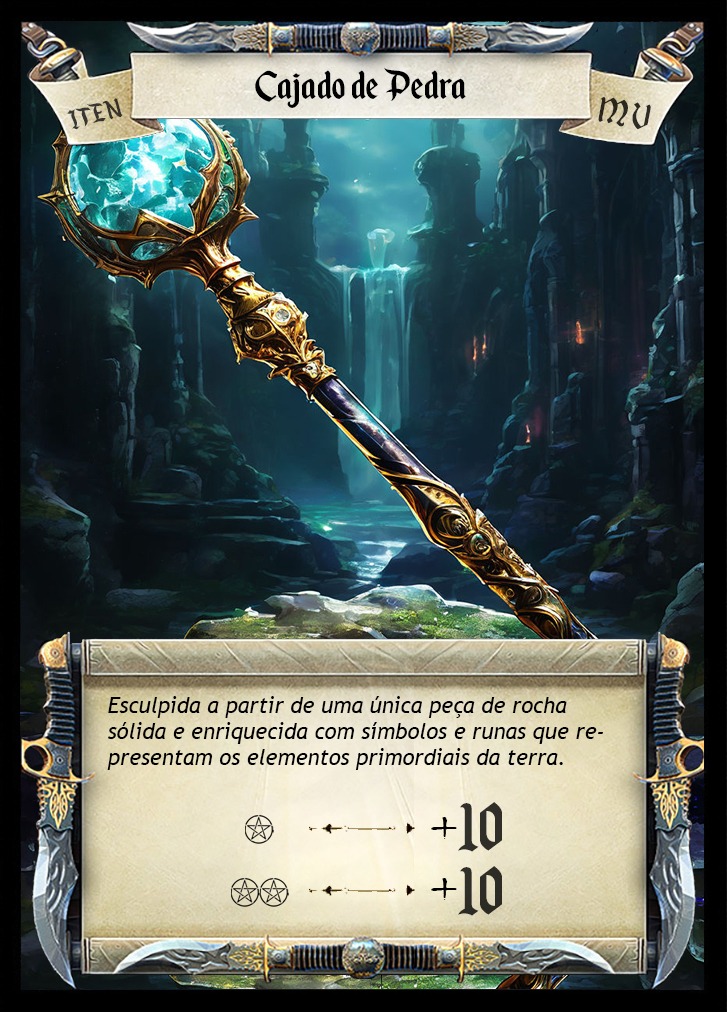 Cajado de Pedra
ITEN
MU
Esculpida a partir de uma única peça de rocha
sólida e enriquecida com símbolos e runas que re-
presentam os elementos primordiais da terra.
+10
+10